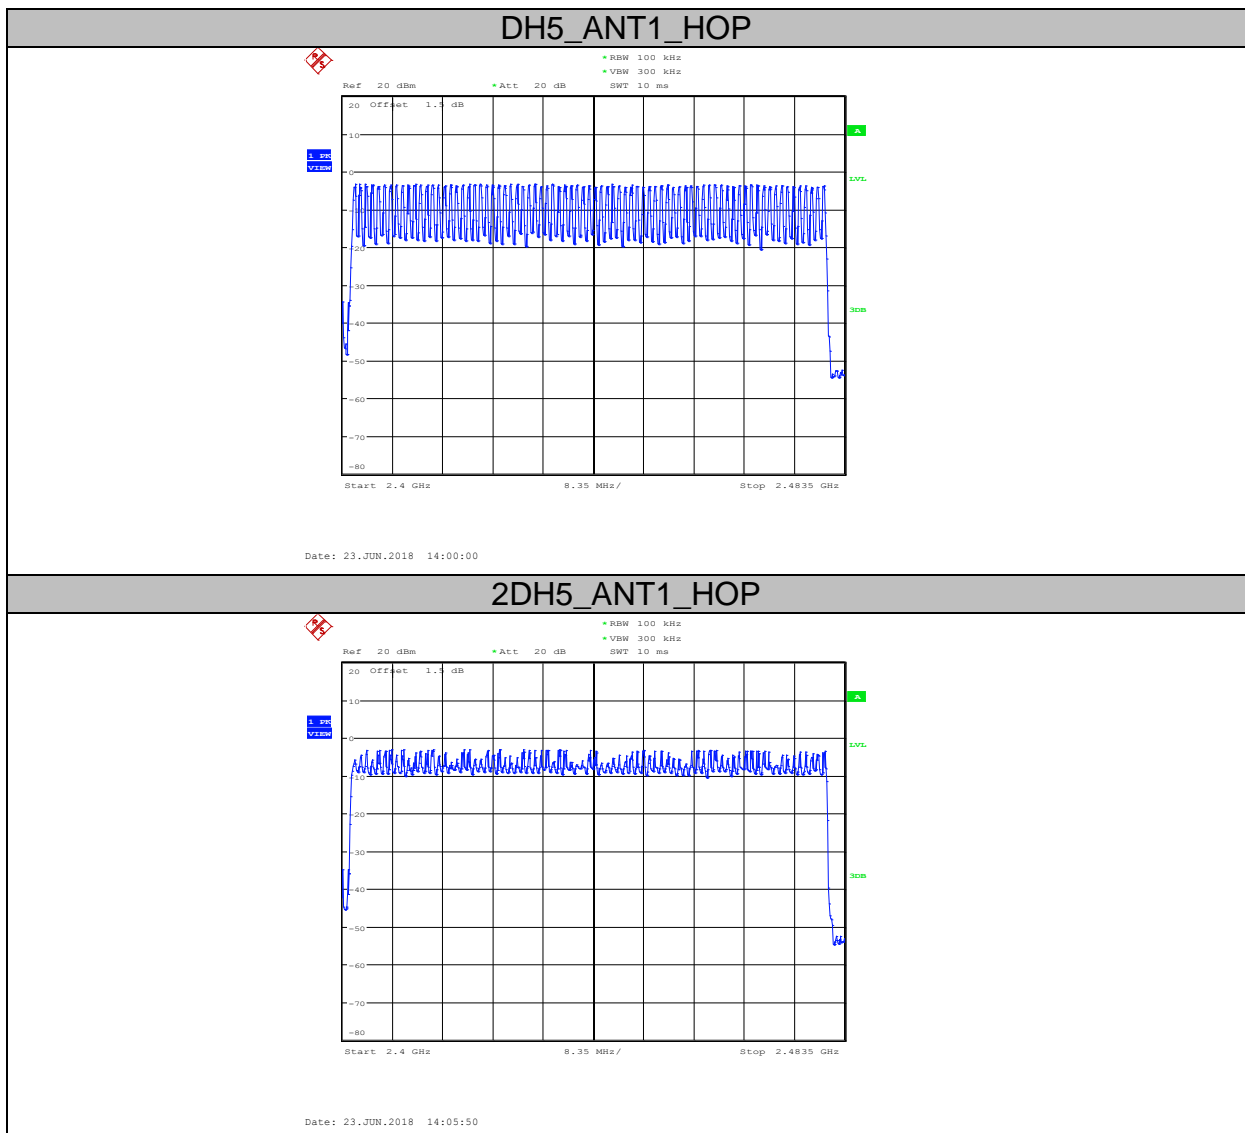 DH5_ANT1_HOP
R S
* RBW 100 kHz
* VBW 300 kHz
Ref 20 dBm * Att 20 dB SWT 10 ms
20 Offset 1.5 dB
A
10
1 PK
VIEW
0
LVL
-10
-20
-30
3DB
-40
-50
-60
-70
-80
Start 2.4 GHz 8.35 MHz/ Stop 2.4835 GHz
Date: 23.JUN.2018 14:00:00
2DH5_ANT1_HOP
R S
* RBW 100 kHz
* VBW 300 kHz
Ref 20 dBm * Att 20 dB SWT 10 ms
20 Offset 1.5 dB
A
10
1 PK
VIEW
0
LVL
-10
-20
-30
3DB
-40
-50
-60
-70
-80
Start 2.4 GHz 8.35 MHz/ Stop 2.4835 GHz
Date: 23.JUN.2018 14:05:50